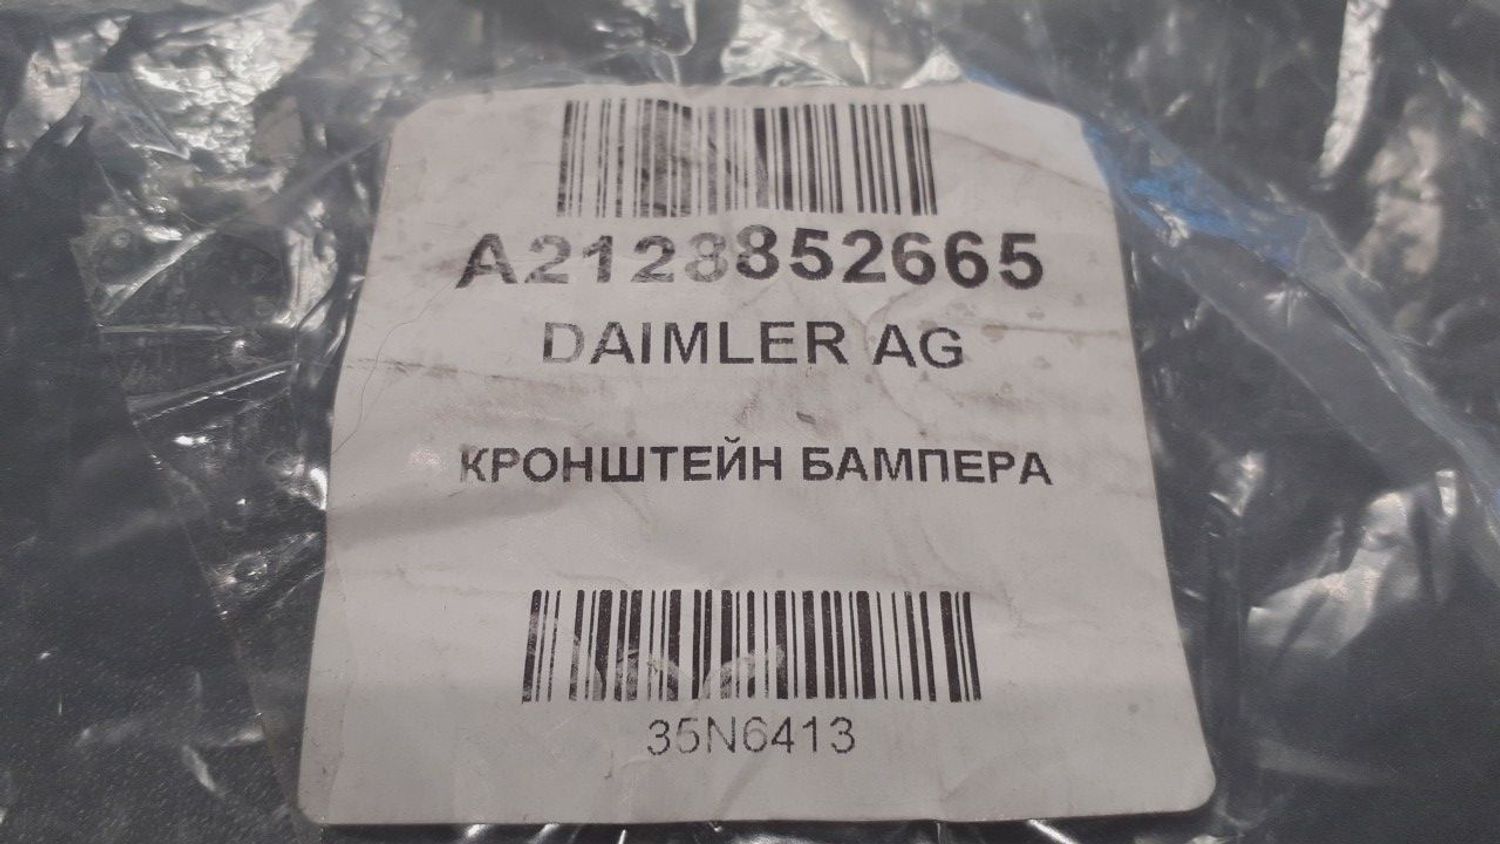 A2128852665
DAIMLER AG
КРОНШТЕЙН БАМПЕРА
35N6413